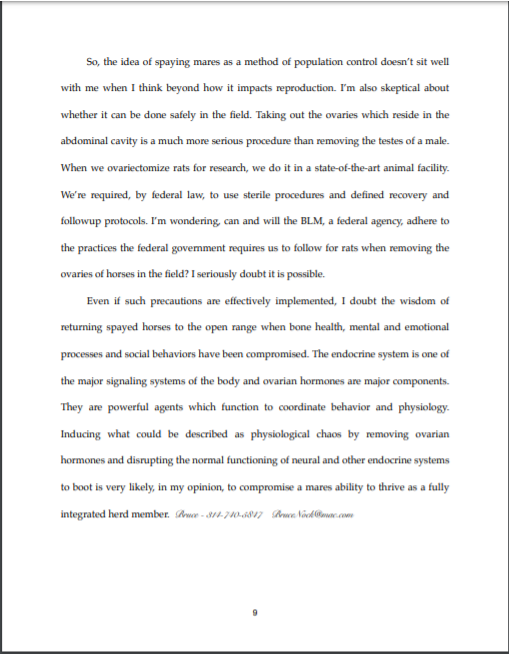 So, the idea of spaying mares as a method of population control doesn't sit well
with me when I think beyond how it impacts reproduction. I'm also skeptical about
whether it can be done safely in the field. Taking out the ovaries which reside in the
abdominal cavity is a much more serious procedure than removing the testes of a male.
When we ovariectomize rats for research, we do it in a state-of-the-art animal facility.
We're required, by federal law, to use sterile procedures and defined recovery and
followup protocols. I'm wondering, can and will the BLM, a federal agency, adhere to
the practices the federal government requires us to follow for rats when removing the
ovaries of horses in the field? I seriously doubt it is possible.
Even if such precautions are effectively implemented, I doubt the wisdom of
returning spayed horses to the open range when bone health, mental and emotional
processes and social behaviors have been compromised. The endocrine system is one of
the major signaling systems of the body and ovarian hormones are major components.
They are powerful agents which function to coordinate behavior and physiology.
Inducing what could be described as physiological chaos by removing ovarian
hormones and disrupting the normal functioning of neural and other endocrine systems
to boot is very likely, in my opinion, to compromise a mares ability to thrive as a fully
integrated herd member. Bruce -
9